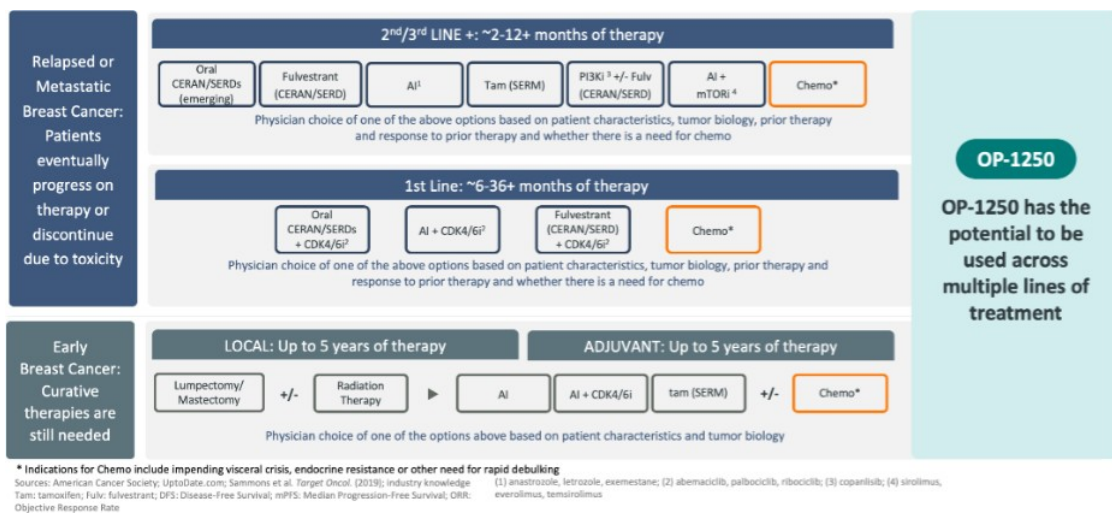 Relapsed or
Metastatic
Breast Cancer:
Patients
eventually
progress on
therapy or
discontinue
due to toxicity
2nd/3rd LINE +: ~2-12+ months of therapy
Oral
CERAN/SERDs
(emerging)
Fulvestrant
(CERAN/SERD)
AI1
Tam (SERM)
PI3Ki 3 +/- Fulv
(CERAN/SERD)
AI +
mTORi 4
Chemo*
Physician choice of one of the above options based on patient characteristics, tumor biology, prior therapy
and response to prior therapy and whether there is a need for chemo
1st Line: ~6-36+ months of therapy
Oral
CERAN/SERDs
+ CDK4/6i2
AI + CDK4/6i2
Fulvestrant
(CERAN/SERD)
+ CDK4/6i2
Chemo*
Physician choice of one of the above options based on patient characteristics, tumor biology, prior therapy and
response to prior therapy and whether there is a need for chemo
Early
Breast Cancer:
Curative
therapies are
still needed
LOCAL: Up to 5 years of therapy
ADJUVANT: Up to 5 years of therapy
Lumpectomy/
Mastectomy
+/-
Radiation
Therapy
AI
AI + CDK4/6i
tam (SERM)
+/-
Chemo*
Physician choice of one of the options above based on patient characteristics and tumor biology
OP-1250
OP-1250 has the
potential to be
used across
multiple lines of
treatment
* Indications for Chemo include impending visceral crisis, endocrine resistance or other need for rapid debulking
Sources: American Cancer Society; UptoDate.com; Sammons et al. Target Oncol. (2019); industry knowledge
Tam: tamoxifen; Fulv: fulvestrant; DFS: Disease-Free Survival; mPFS: Median Progression-Free Survival; ORR:
Objective Response Rate
(1) anastrozole, letrozole, exemestane; (2) abemaciclib, palbociclib, ribociclib; (3) copanlisib; (4) sirolimus,
everolimus, temsirolimus